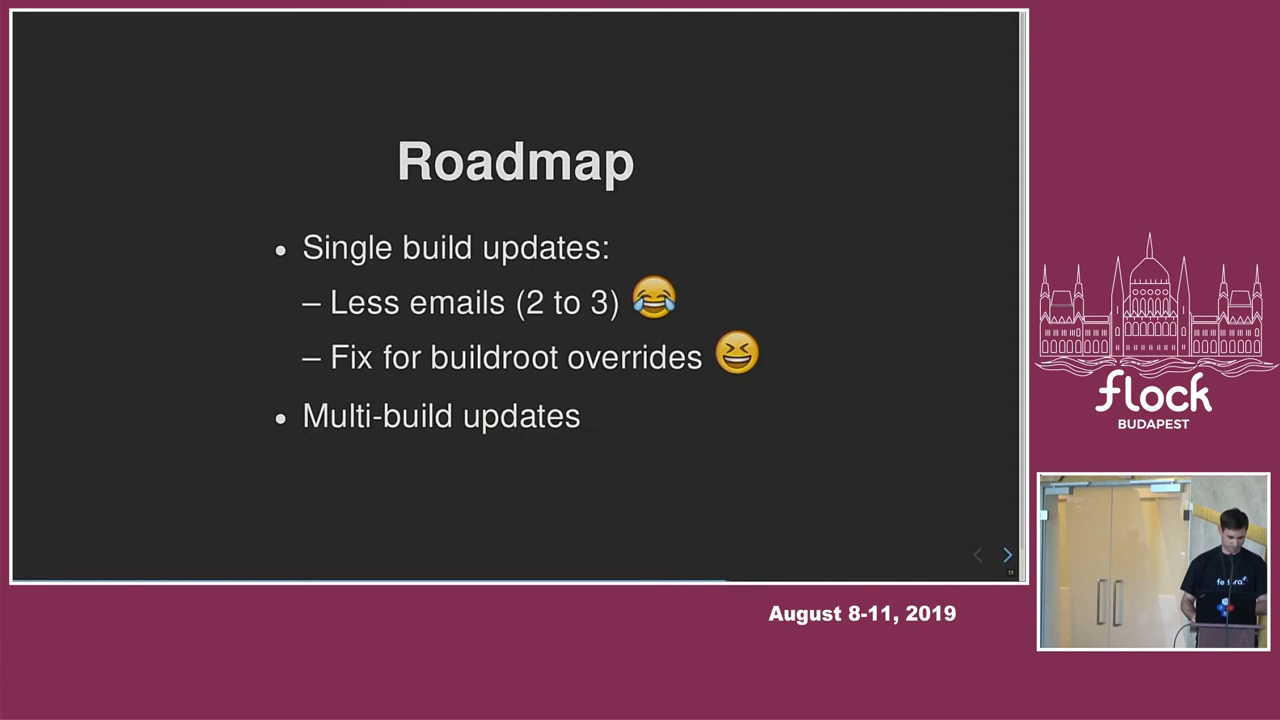 Roadmap
• Single build updates:
– Less emails (2 to 3) 😂
– Fix for buildroot overrides 😆
• Multi-build updates
flock
BUDAPEST
fedora
August 8-11, 2019